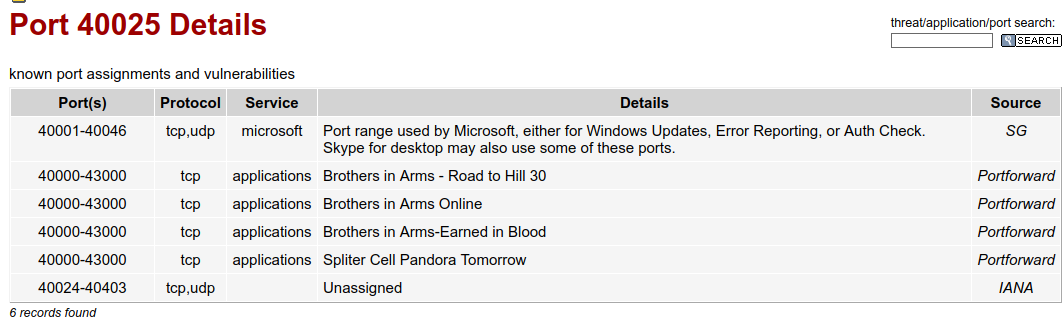 Port 40025 Details
threat/application/port search:
SEARCH
known port assignments and vulnerabilities
Port(s) Protocol Service Details Source
40001-40046 tcp,udp microsoft Port range used by Microsoft, either for Windows Updates, Error Reporting, or Auth Check. SG
Skype for desktop may also use some of these ports.
40000-43000 tcp applications Brothers in Arms - Road to Hill 30 Portforward
40000-43000 tcp applications Brothers in Arms Online Portforward
40000-43000 tcp applications Brothers in Arms-Earned in Blood Portforward
40000-43000 tcp applications Spliter Cell Pandora Tomorrow Portforward
40024-40403 tcp,udp Unassigned IANA
6 records found